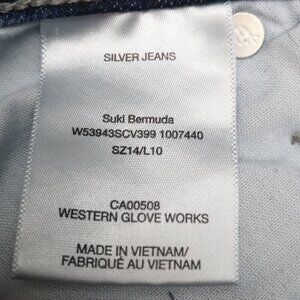 SILVER JEANS
Suki Bermuda
W53943SCV399 1007440
SZ14/L10
CA00508
WESTERN GLOVE WORKS
MADE IN VIETNAM/
FABRIQUÉ AU VIETNAM